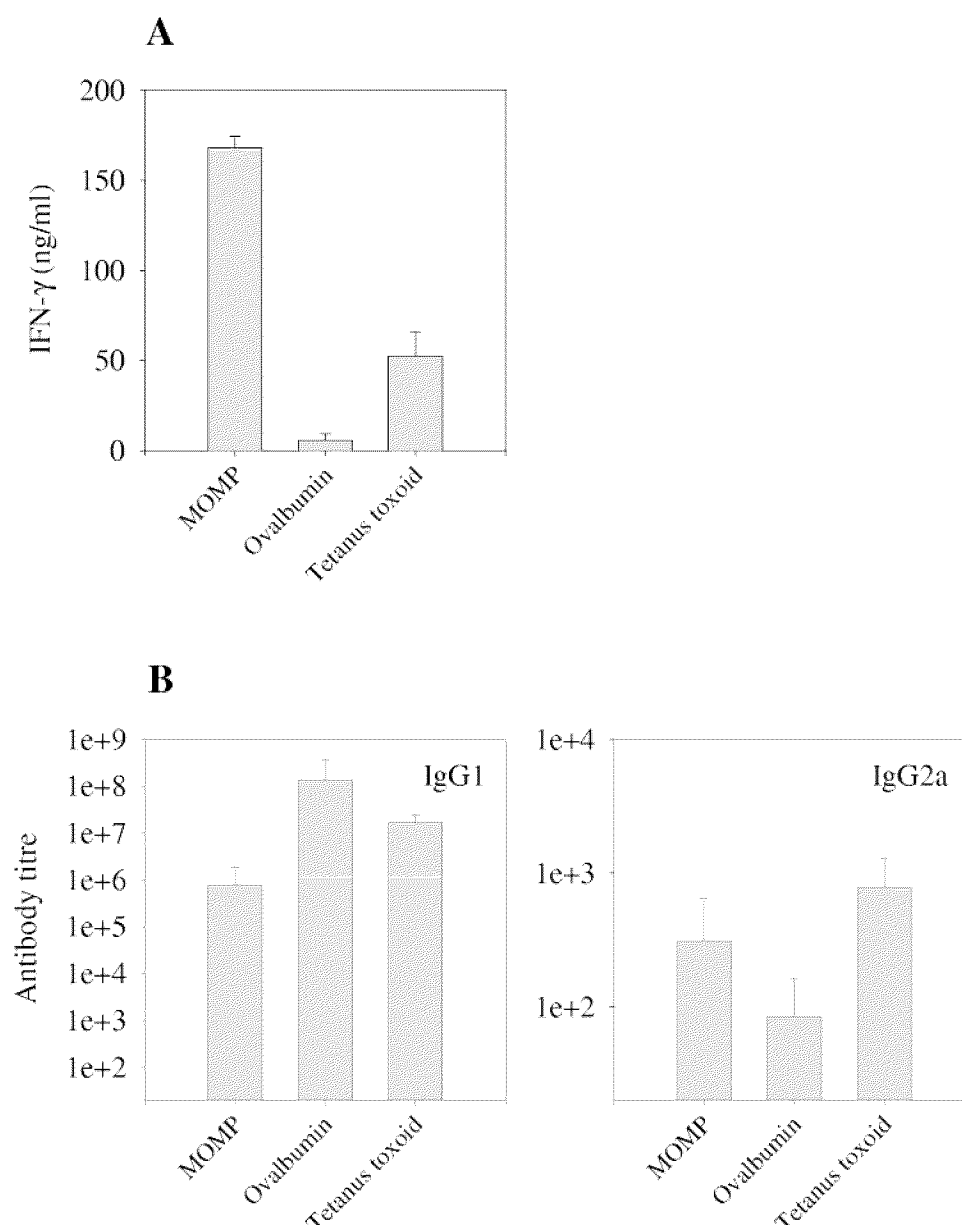 A
200
150
100
50
0
IFN-γ (ng/ml)
MOMP
Ovalbumin
Tetanus toxoid
B
1e+9
1e+8
1e+7
1e+6
1e+5
1e+4
1e+3
1e+2
Antibody titre
IgG1
MOMP
Ovalbumin
Tetanus toxoid
1e+4
1e+3
1e+2
IgG2a
MOMP
Ovalbumin
Tetanus toxoid